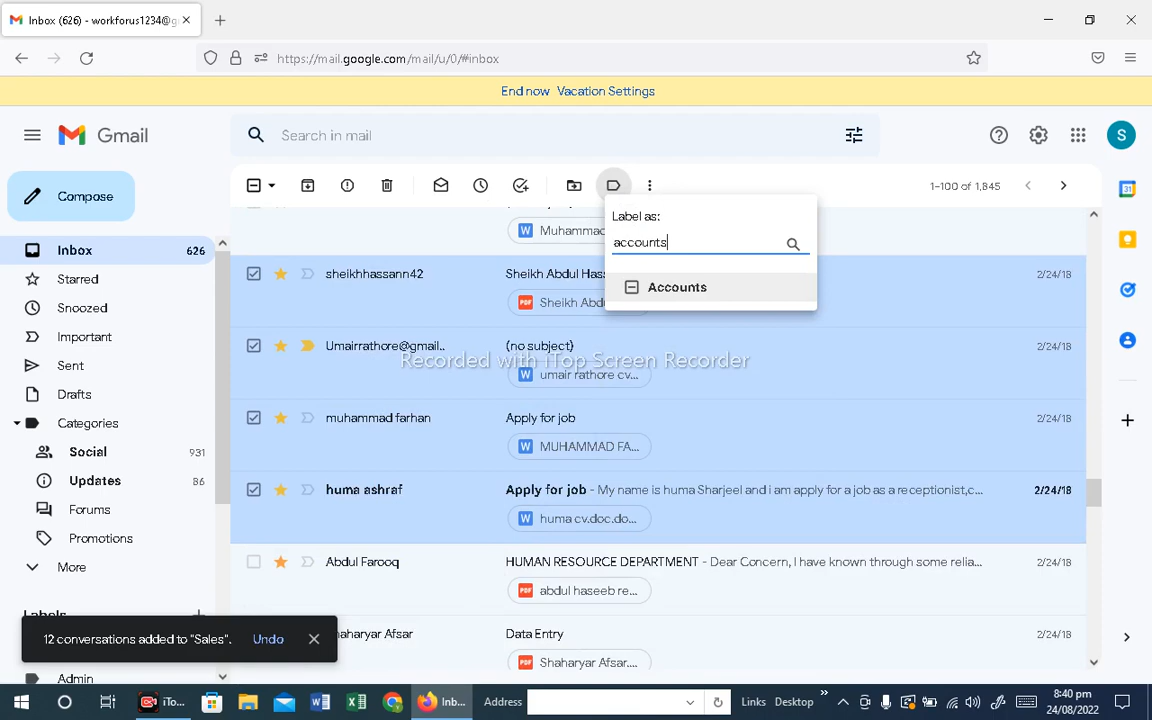 Inbox (626) - workforus1234@g
https://mail.google.com/mail/u/0/#inbox
End now Vacation Settings
Gmail
Search in mail
S
Compose
1-100 of 1,845
Label as:
accounts
Accounts
Inbox 626
Starred
Snoozed
Important
Sent
Drafts
Categories
Social 931
Updates 86
Forums
Promotions
More
Labels
Admin
Muhammad
sheikhhassann42 Sheikh Abdul Hass 2/24/18
Sheikh Abdu
Umairrathore@gmail.. (no subject) 2/24/18
umair rathore cv...
Recorded with iTop Screen Recorder
muhammad farhan Apply for job 2/24/18
MUHAMMAD FA...
huma ashraf Apply for job - My name is huma Sharjeel and i am apply for a job as a receptionist,c... 2/24/18
huma cv.doc.do...
Abdul Farooq HUMAN RESOURCE DEPARTMENT - Dear Concern, I have known through some relia... 2/24/18
abdul haseeb re...
haharyar Afsar Data Entry 2/24/18
Shaharyar Afsar....
12 conversations added to "Sales". Undo
iTo...
Inb...
Address
Links Desktop
8:40 pm
24/08/2022